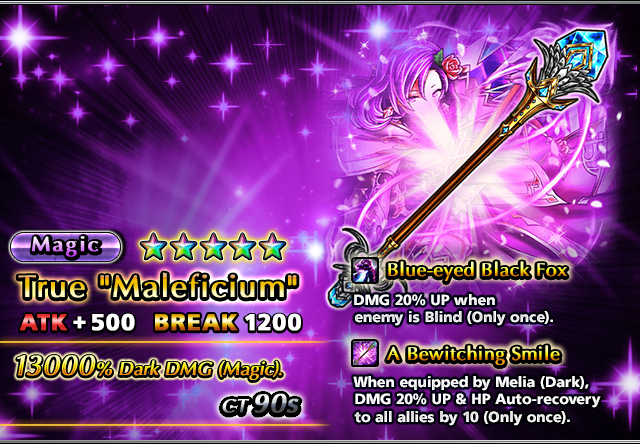 Magic
True "Maleficium"
ATK + 500 BREAK 1200
13000% Dark DMG (Magic).
CT 90s
Blue-eyed Black Fox
DMG 20% UP when
enemy is Blind (Only once).
A Bewitching Smile
When equipped by Melia (Dark),
DMG 20% UP & HP Auto-recovery
to all allies by 10 (Only once).